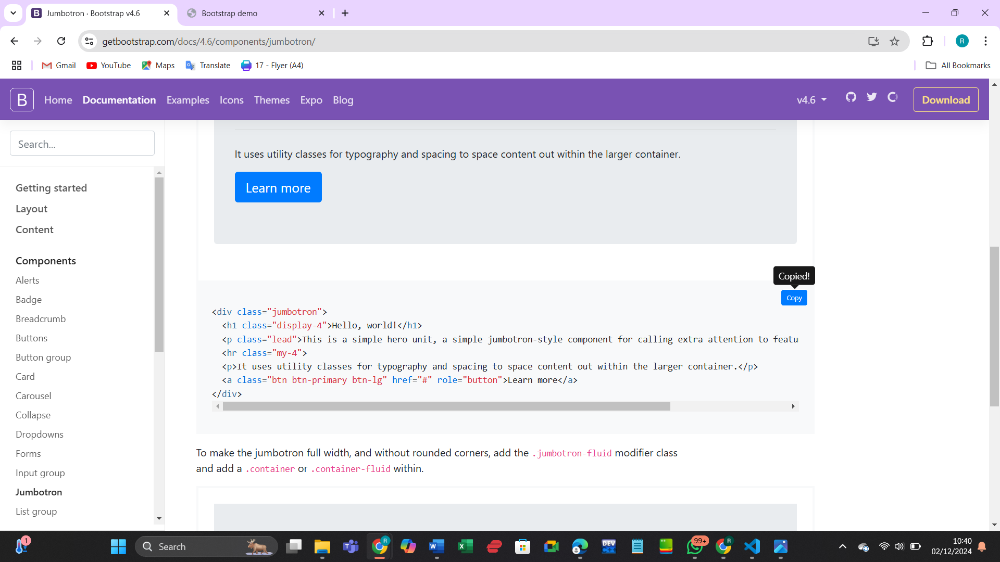 Jumbotron · Bootstrap v4.6
Bootstrap demo
getbootstrap.com/docs/4.6/components/jumbotron/
R
Gmail
YouTube
Maps
Translate
17 - Flyer (A4)
All Bookmarks
B
Home
Documentation
Examples
Icons
Themes
Expo
Blog
v4.6
Download
Search...
Getting started
Layout
Content
Components
Alerts
Badge
Breadcrumb
Buttons
Button group
Card
Carousel
Collapse
Dropdowns
Forms
Input group
Jumbotron
List group
It uses utility classes for typography and spacing to space content out within the larger container.
Learn more
Copied!
Copy
<div class="jumbotron">
  <h1 class="display-4">Hello, world!</h1>
  <p class="lead">This is a simple hero unit, a simple jumbotron-style component for calling extra attention to featu
  <hr class="my-4">
  <p>It uses utility classes for typography and spacing to space content out within the larger container.</p>
  <a class="btn btn-primary btn-lg" href="#" role="button">Learn more</a>
</div>
To make the jumbotron full width, and without rounded corners, add the .jumbotron-fluid modifier class
and add a .container or .container-fluid within.
1
Search
DEV
99+
10:40
02/12/2024